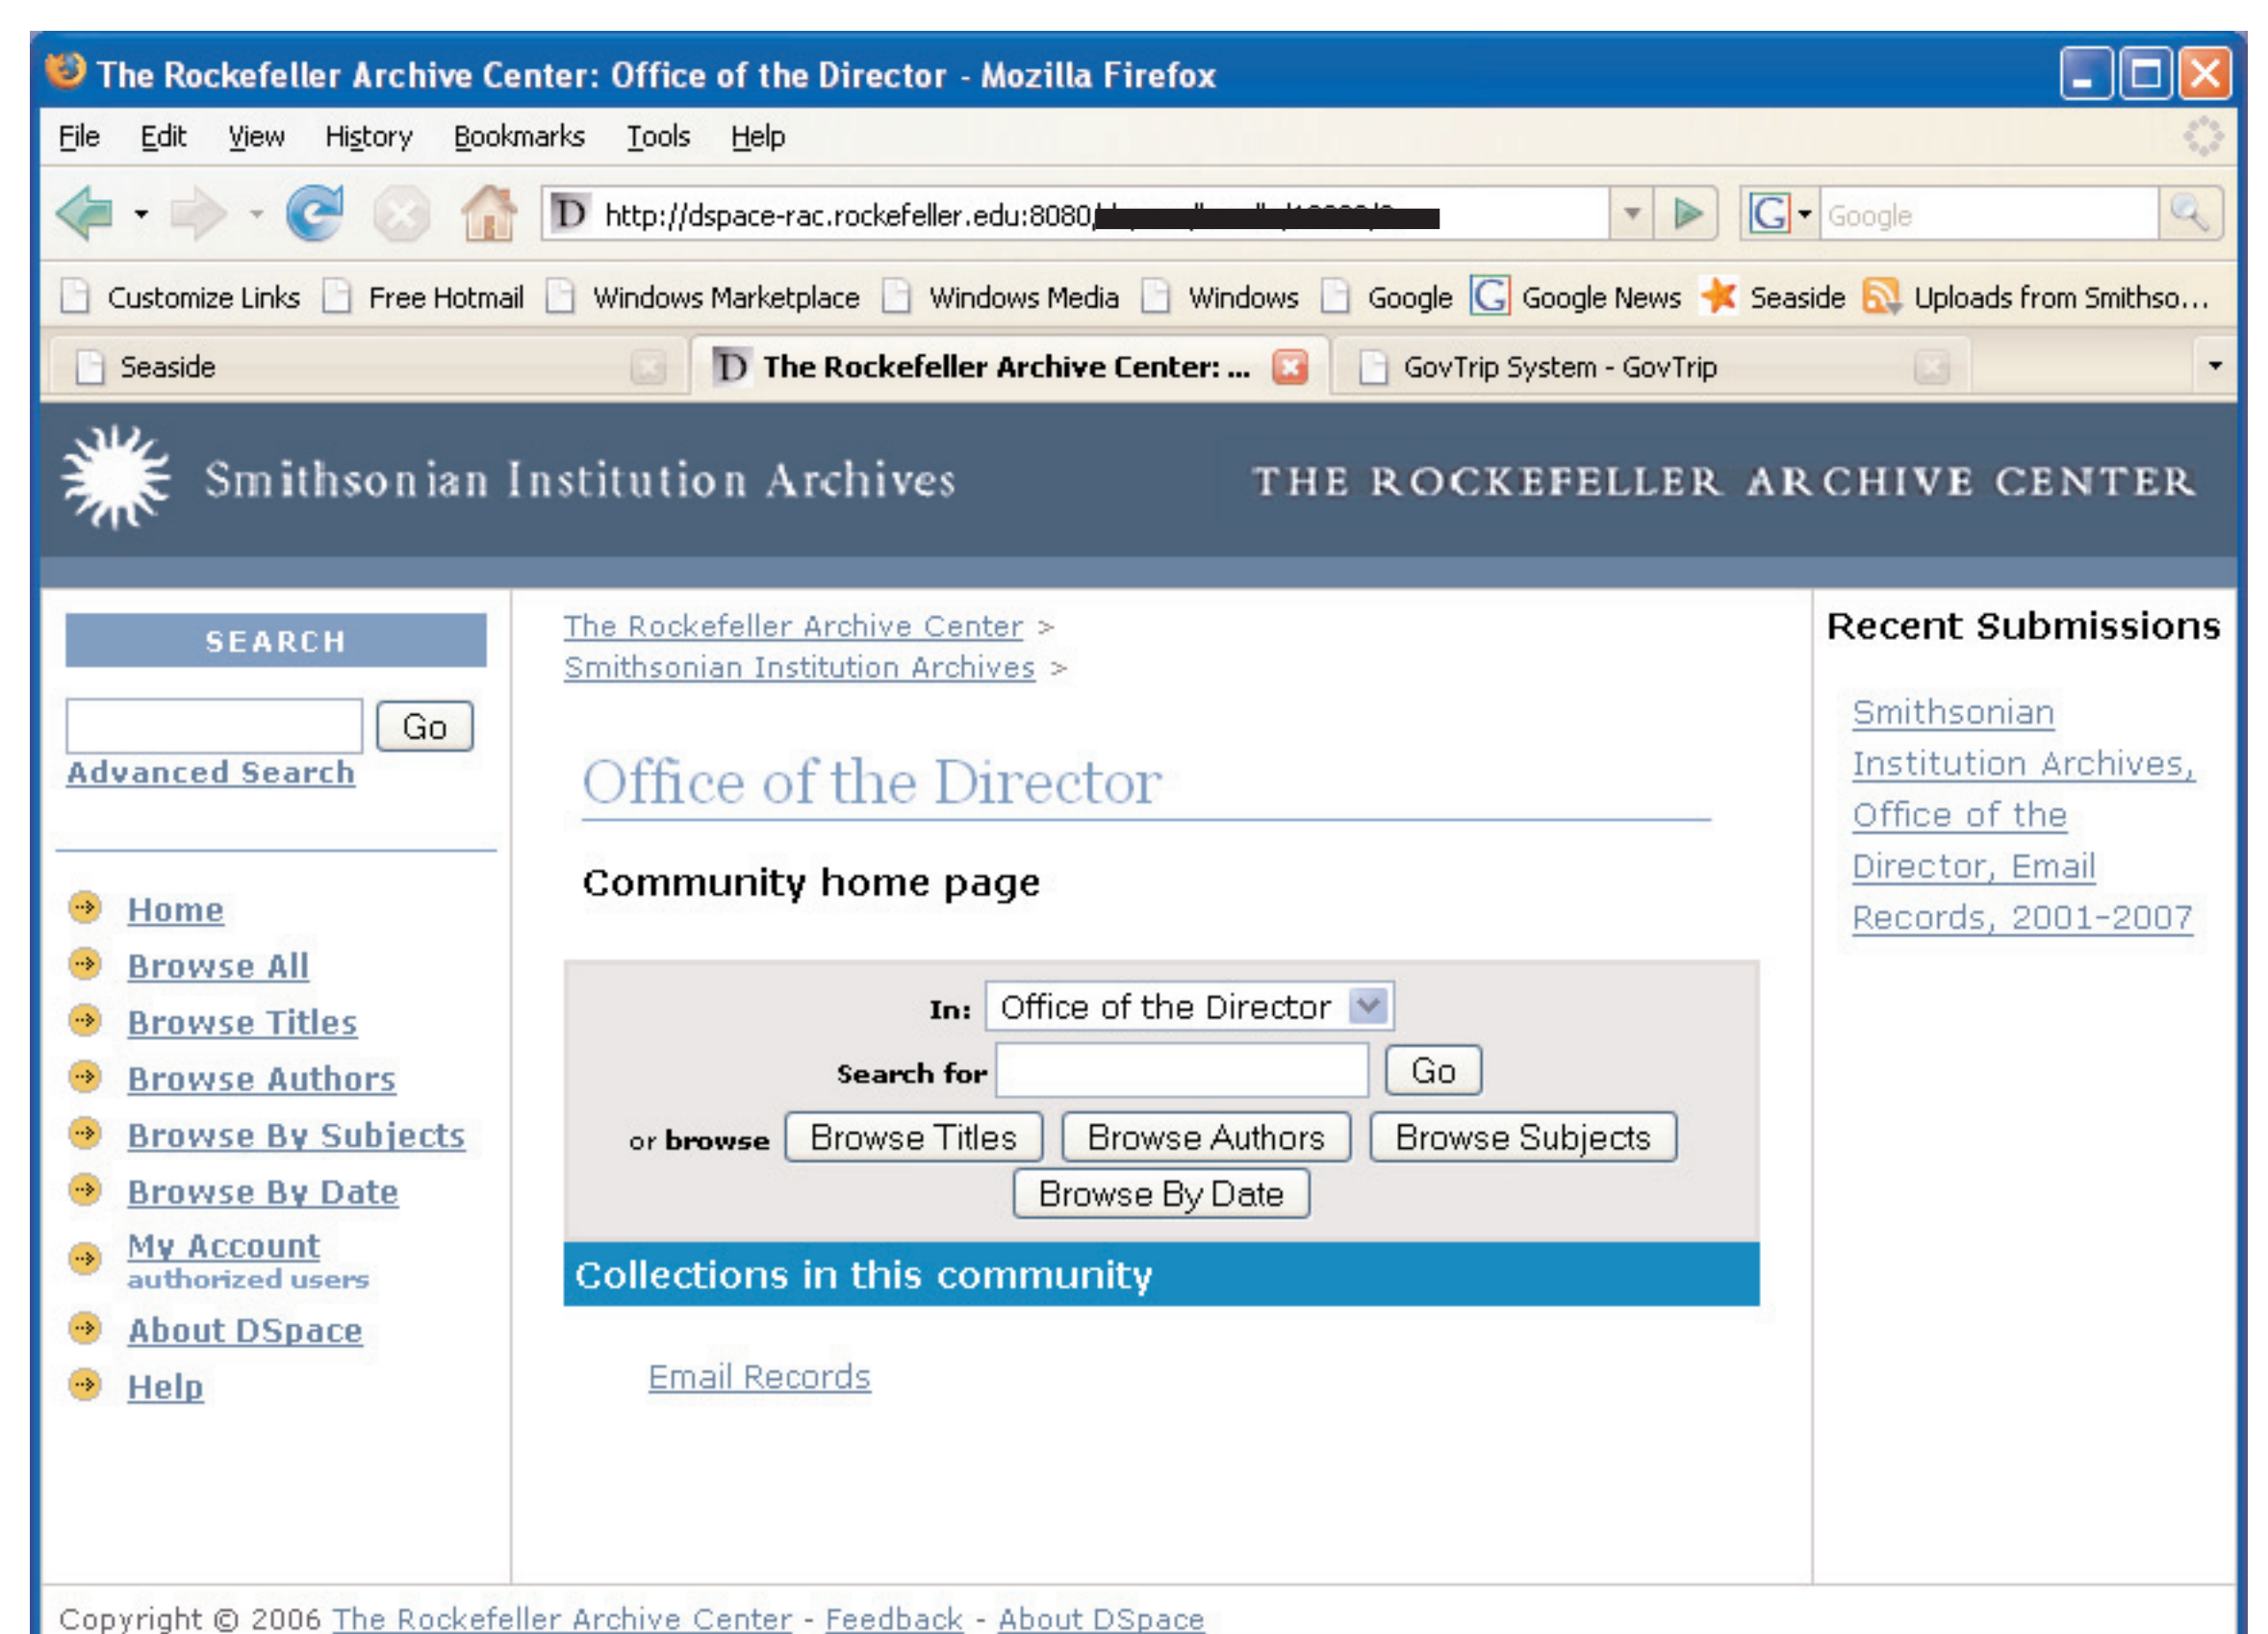 The Rockefeller Archive Center: Office of the Director - Mozilla Firefox
File Edit View History Bookmarks Tools Help
D http://dspace-rac.rockefeller.edu:8080/ G Google
Customize Links Free Hotmail Windows Marketplace Windows Media Windows Google G Google News Seaside Uploads from Smithso...
Seaside D The Rockefeller Archive Center: ... GovTrip System - GovTrip
Smithsonian Institution Archives THE ROCKEFELLER ARCHIVE CENTER
SEARCH
Go
Advanced Search
Home
Browse All
Browse Titles
Browse Authors
Browse By Subjects
Browse By Date
My Account
authorized users
About DSpace
Help
The Rockefeller Archive Center >
Smithsonian Institution Archives >
Office of the Director
Community home page
In: Office of the Director
Search for Go
or browse Browse Titles Browse Authors Browse Subjects
Browse By Date
Collections in this community
Email Records
Recent Submissions
Smithsonian
Institution Archives,
Office of the
Director, Email
Records, 2001-2007
Copyright © 2006 The Rockefeller Archive Center - Feedback - About DSpace